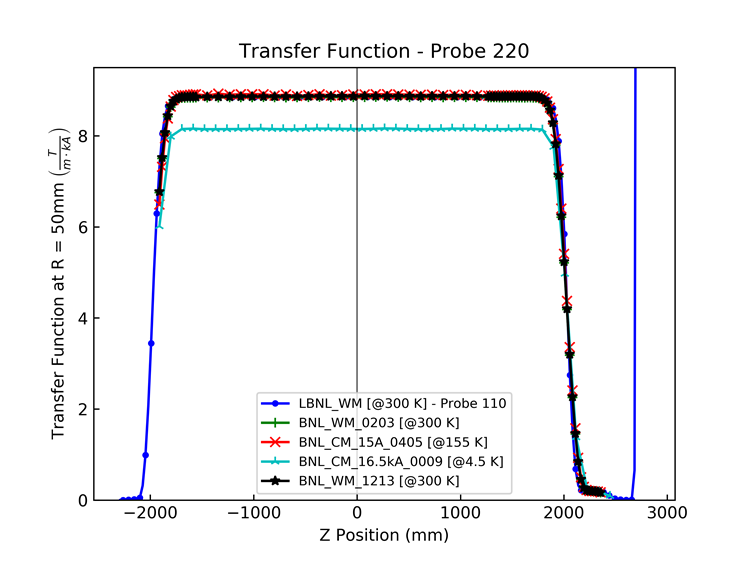 Transfer Function - Probe 220
Transfer Function at R = 50mm (T/(m·kA))
8
6
4
2
0
−2000
−1000
0
1000
2000
3000
Z Position (mm)
LBNL_WM [@300 K] - Probe 110
BNL_WM_0203 [@300 K]
BNL_CM_15A_0405 [@155 K]
BNL_CM_16.5kA_0009 [@4.5 K]
BNL_WM_1213 [@300 K]